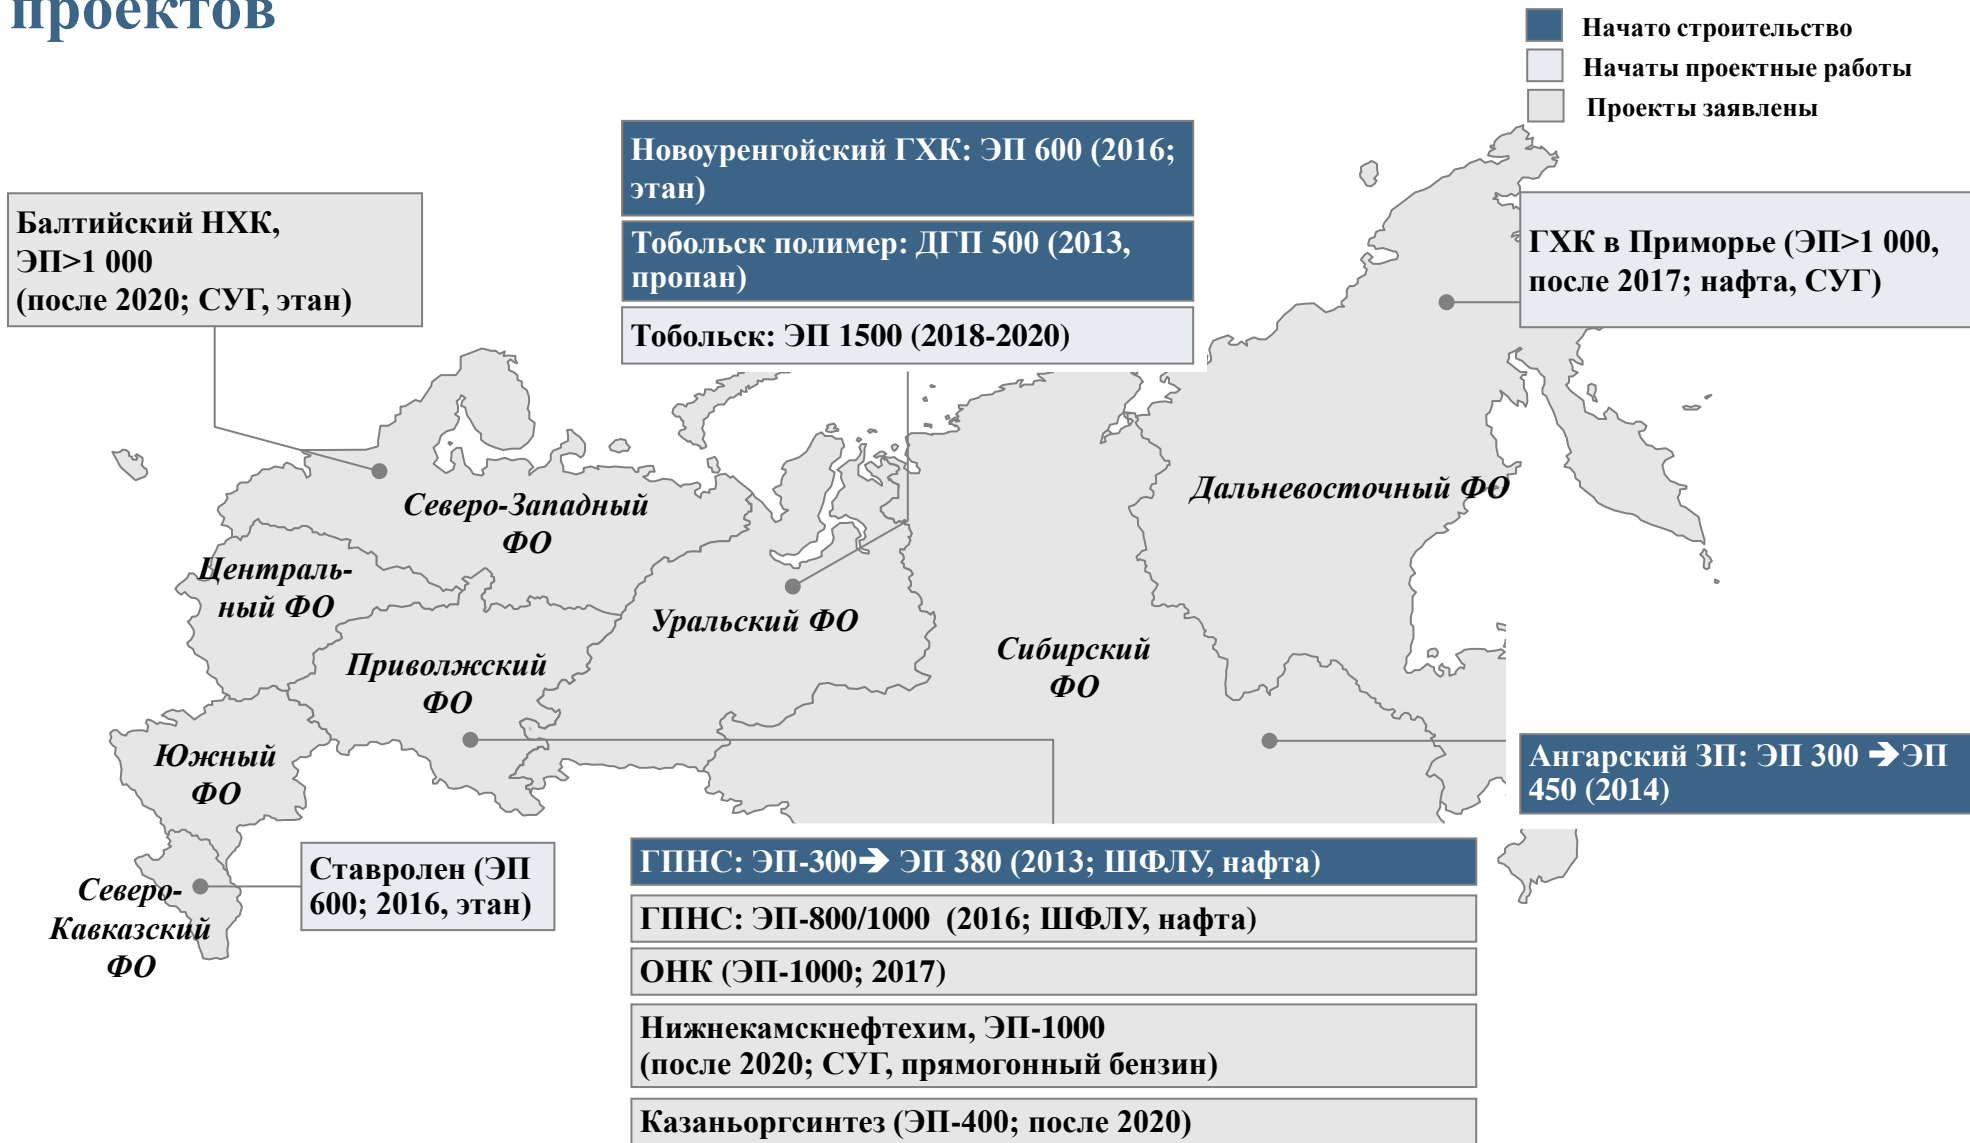 проектов
Начато строительство
Начаты проектные работы
Проекты заявлены
Новоуренгойский ГХК: ЭП 600 (2016;
этан)
Тобольск полимер: ДГП 500 (2013,
пропан)
Тобольск: ЭП 1500 (2018-2020)
Балтийский НХК,
ЭП>1 000
(после 2020; СУГ, этан)
ГХК в Приморье (ЭП>1 000,
после 2017; нафта, СУГ)
Северо-Западный
ФО
Дальневосточный ФО
Централь-
ный ФО
Уральский ФО
Сибирский
ФО
Приволжский
ФО
Южный
ФО
Ангарский ЗП: ЭП 300 ➔ЭП
450 (2014)
Северо-
Кавказский
ФО
Ставролен (ЭП
600; 2016, этан)
ГПНС: ЭП-300➔ ЭП 380 (2013; ШФЛУ, нафта)
ГПНС: ЭП-800/1000 (2016; ШФЛУ, нафта)
ОНК (ЭП-1000; 2017)
Нижнекамскнефтехим, ЭП-1000
(после 2020; СУГ, прямогонный бензин)
Казаньоргсинтез (ЭП-400; после 2020)